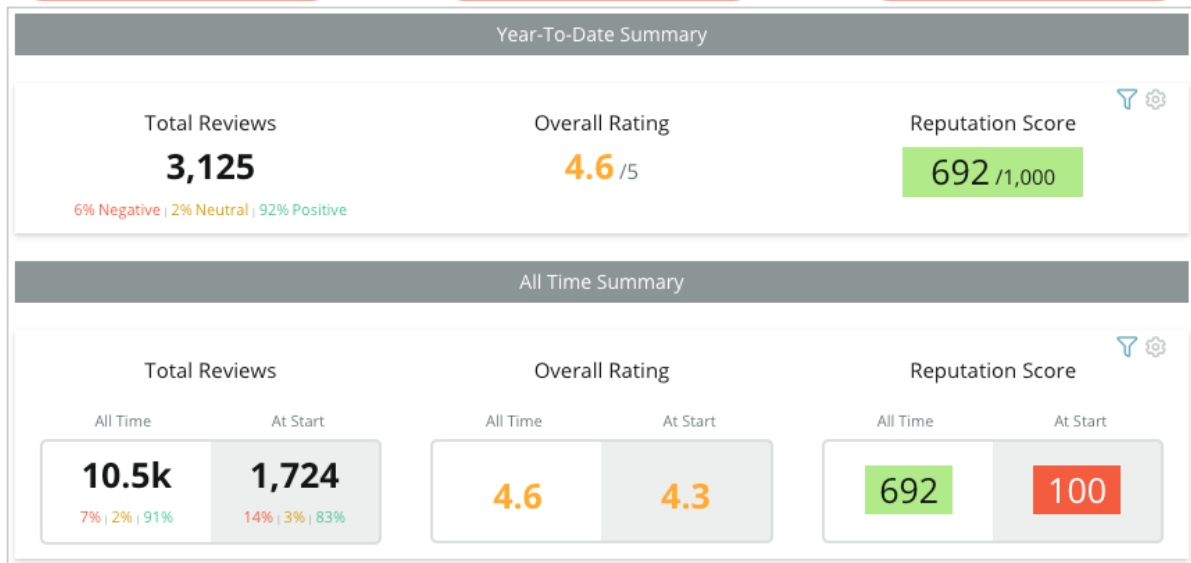 Year-To-Date Summary
Total Reviews
3,125
6% Negative | 2% Neutral | 92% Positive
Overall Rating
4.6 /5
Reputation Score
692 /1,000
All Time Summary
Total Reviews
All Time At Start
10.5k 1,724
7% | 2% | 91% 14% | 3% | 83%
Overall Rating
All Time At Start
4.6 4.3
Reputation Score
All Time At Start
692 100